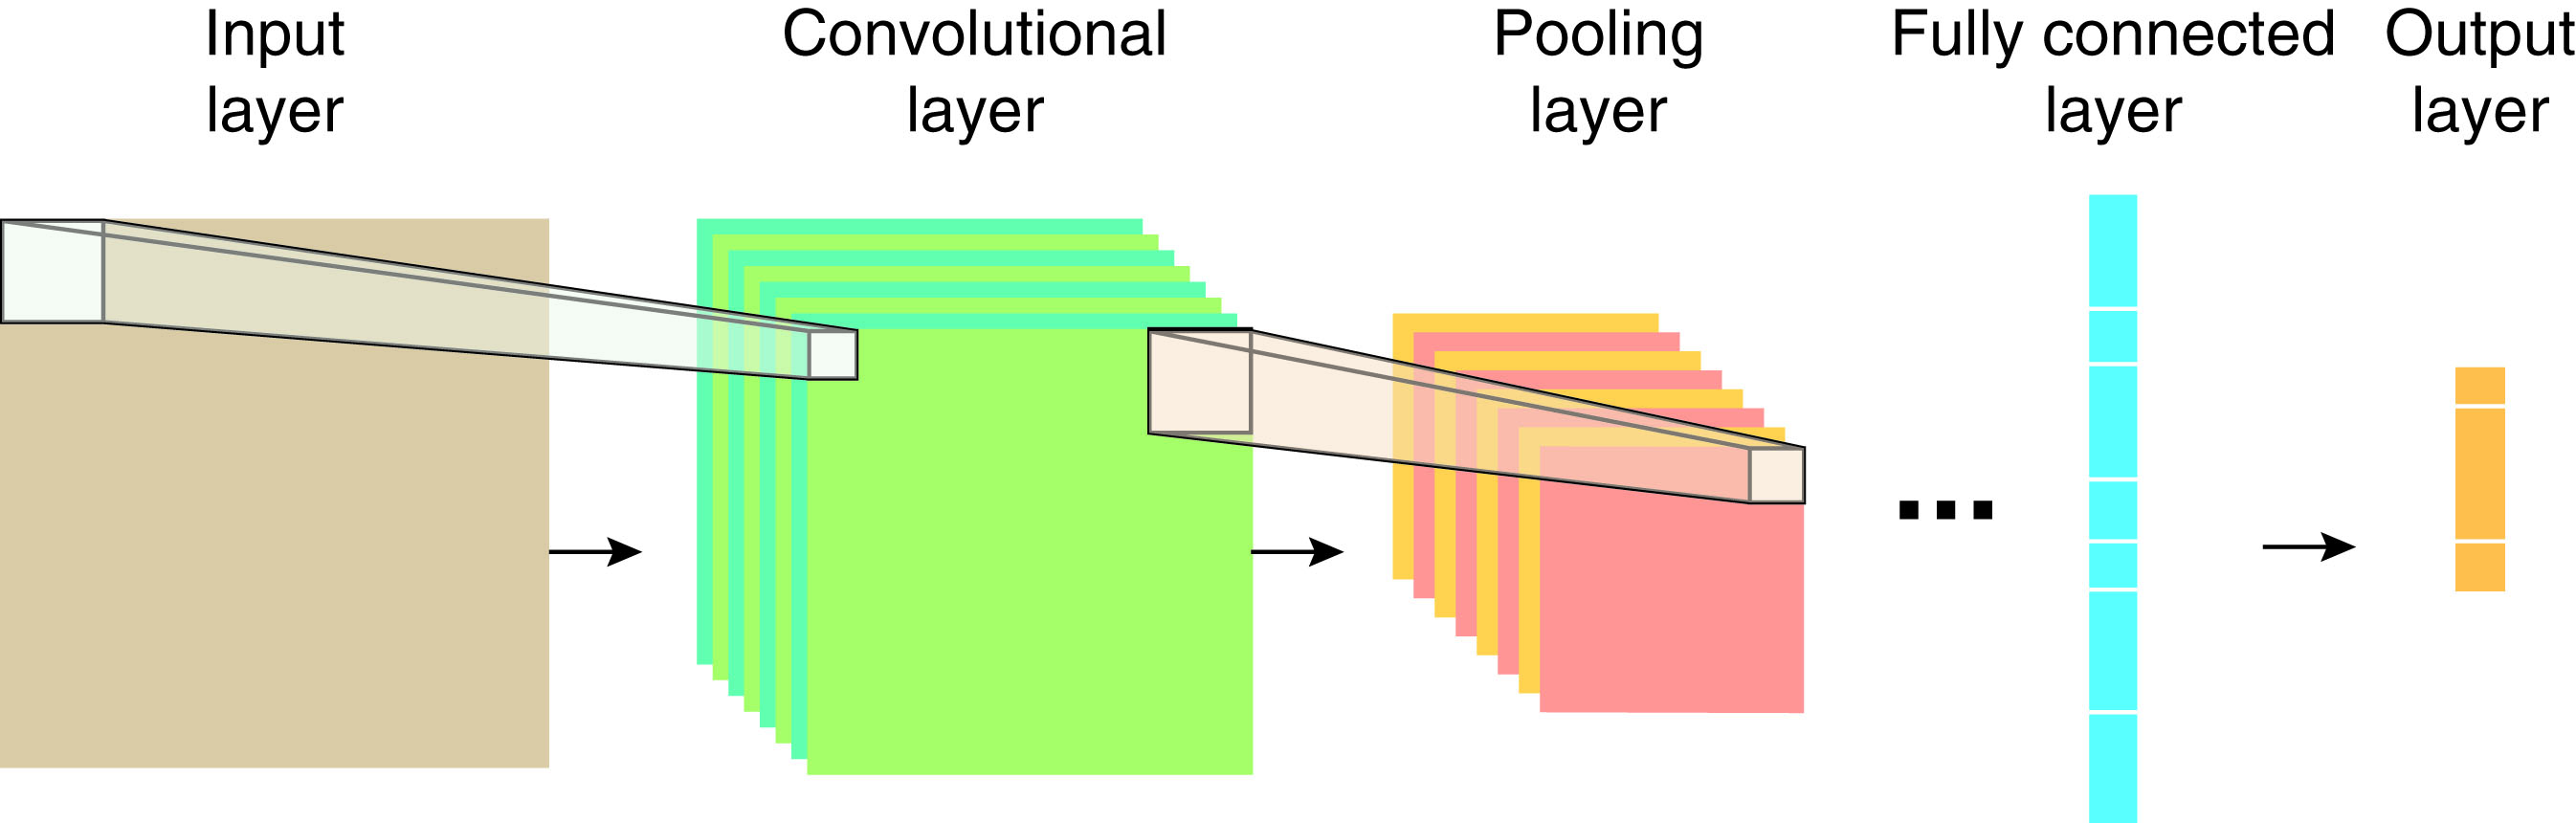 Input
layer
Convolutional
layer
Pooling
layer
Fully connected
layer
Output
layer